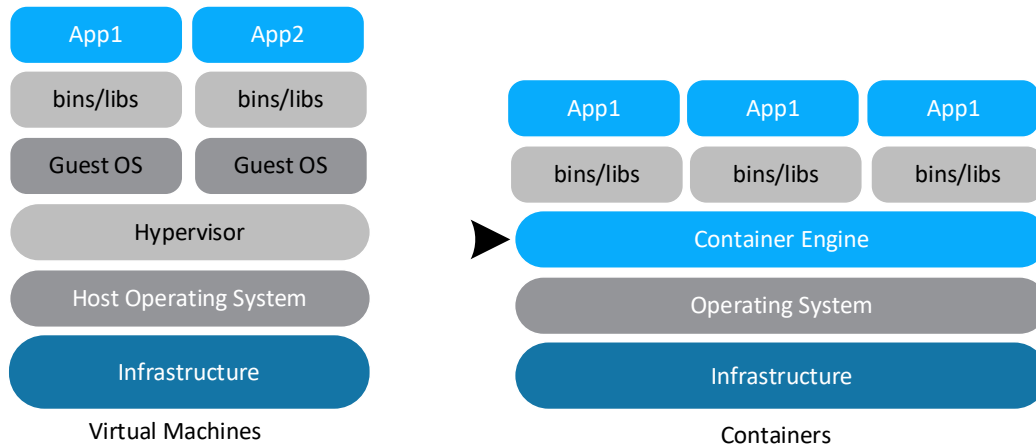 App1
App2
bins/libs
bins/libs
Guest OS
Guest OS
Hypervisor
Host Operating System
Infrastructure
Virtual Machines
App1
App1
App1
bins/libs
bins/libs
bins/libs
Container Engine
Operating System
Infrastructure
Containers